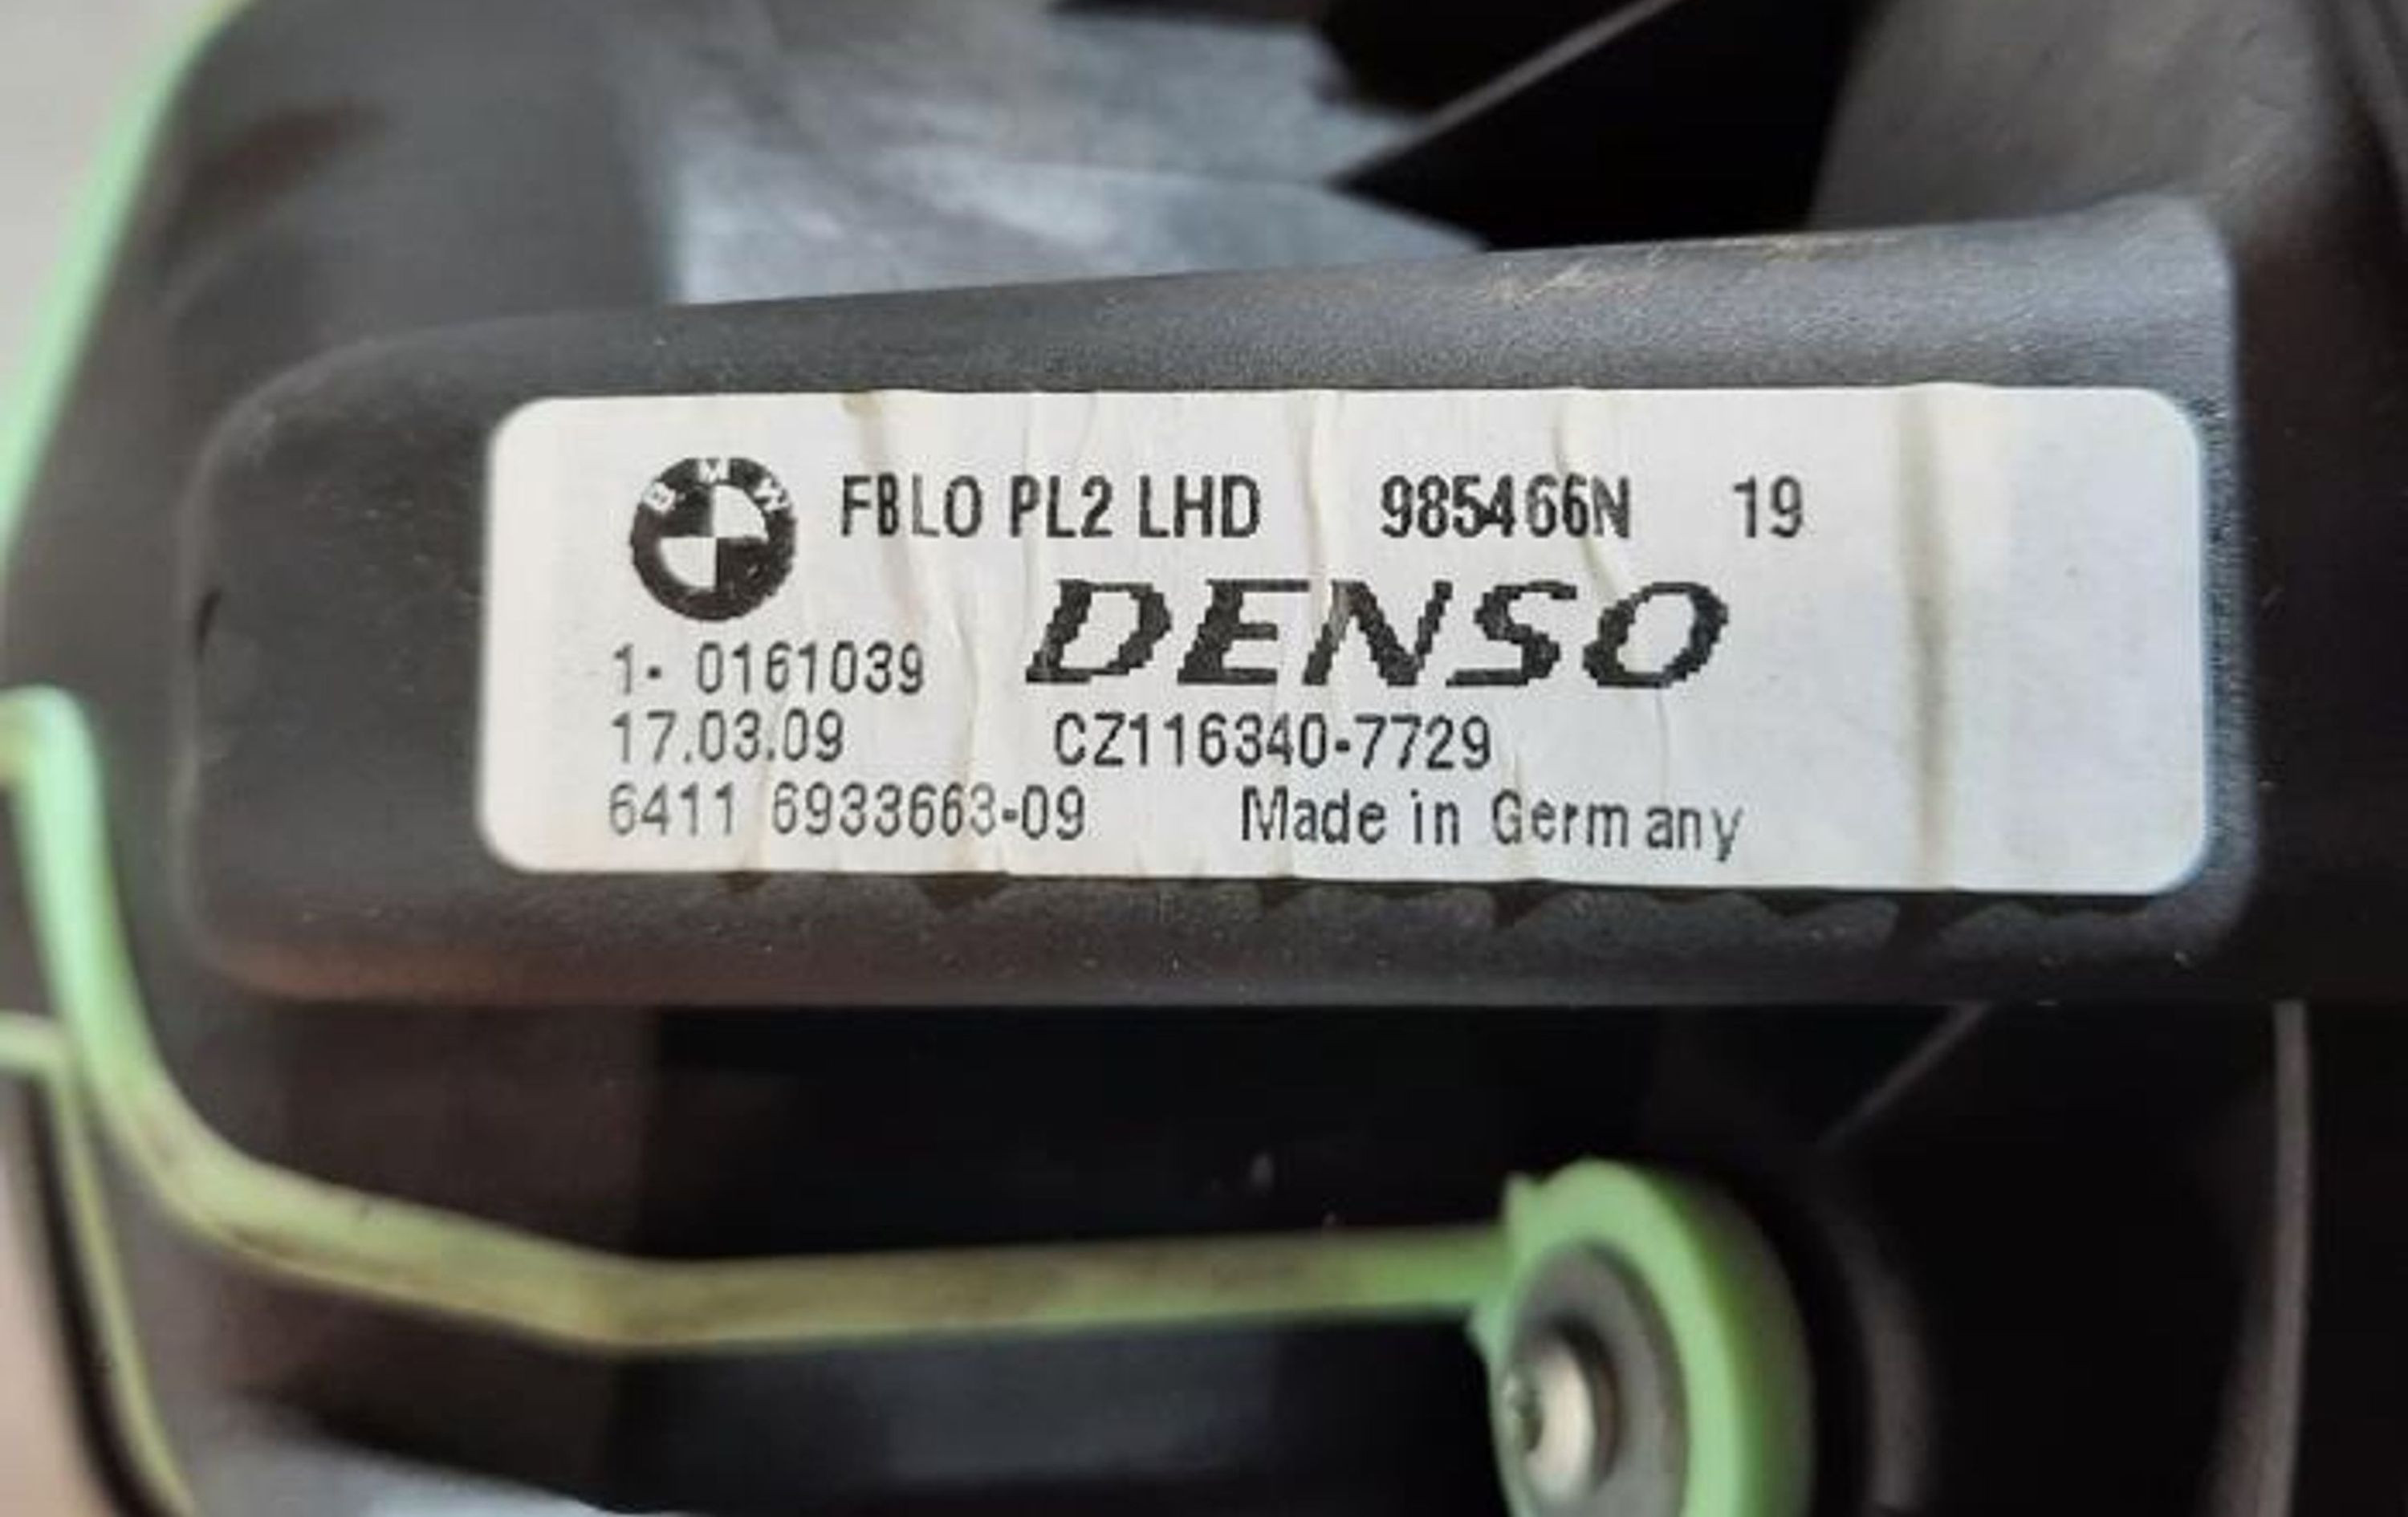 BMW FBLO PL2 LHD 985466N 19
DENSO
1- 0161039
17.03.09 CZ116340-7729
6411 6933663-09 Made in Germany